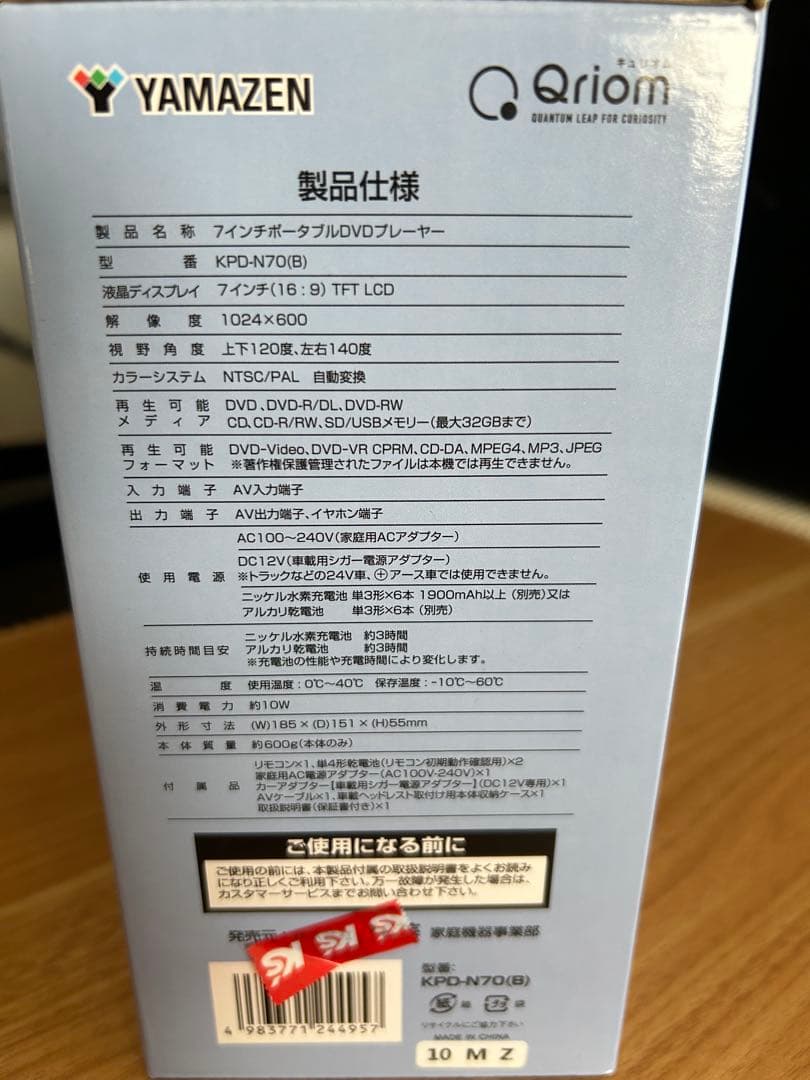 YAMAZEN
キュリオム
Qriom
QUANTUM LEAP FOR CURIOSITY
製品仕様
製品名称 7インチポータブルDVDプレーヤー
型番 KPD-N70(B)
液晶ディスプレイ 7インチ(16:9) TFT LCD
解像度 1024×600
視野角度 上下120度、左右140度
カラーシステム NTSC/PAL 自動変換
再生可能 DVD、DVD-R/DL、DVD-RW
メディア CD、CD-R/RW、SD/USBメモリー(最大32GBまで)
再生可能 DVD-Video、DVD-VR CPRM、CD-DA、MPEG4、MP3、JPEG
フォーマット ※著作権保護管理されたファイルは本機では再生できません。
入力端子 AV入力端子
出力端子 AV出力端子、イヤホン端子
AC100～240V(家庭用ACアダプター)
DC12V(車載用シガー電源アダプター)
使用電源 ※トラックなどの24V車、⊕アース車では使用できません。
ニッケル水素充電池 単3形×6本 1900mAh以上(別売)又は
アルカリ乾電池 単3形×6本(別売)
ニッケル水素充電池 約3時間
持続時間目安 アルカリ乾電池 約3時間
※充電池の性能や充電時間により変化します。
温度 使用温度:0℃～40℃ 保存温度:-10℃～60℃
消費電力 約10W
外形寸法 (W)185×(D)151×(H)55mm
本体質量 約600g(本体のみ)
リモコン×1、単4形乾電池(リモコン初期動作確認用)×2
家庭用AC電源アダプター(AC100V-240V)×1
付属品 カーアダプター【車載用シガー電源アダプター】(DC12V専用)×1
AVケーブル×1、車載ヘッドレスト取付け用本体収納ケース×1
取扱説明書(保証書付き)×1
ご使用になる前に
ご使用の前には、本製品付属の取扱説明書をよくお読み
になり正しくご利用下さい。万一故障が発生した場合は、
カスタマーサービスまでお問い合わせ下さい。
発売元 家庭機器事業部
K's K's K's
型番:
KPD-N70(B)
紙 箱 プラ 袋
リサイクルにご協力下さい
MADE IN CHINA
4 983771 244957
10 M Z